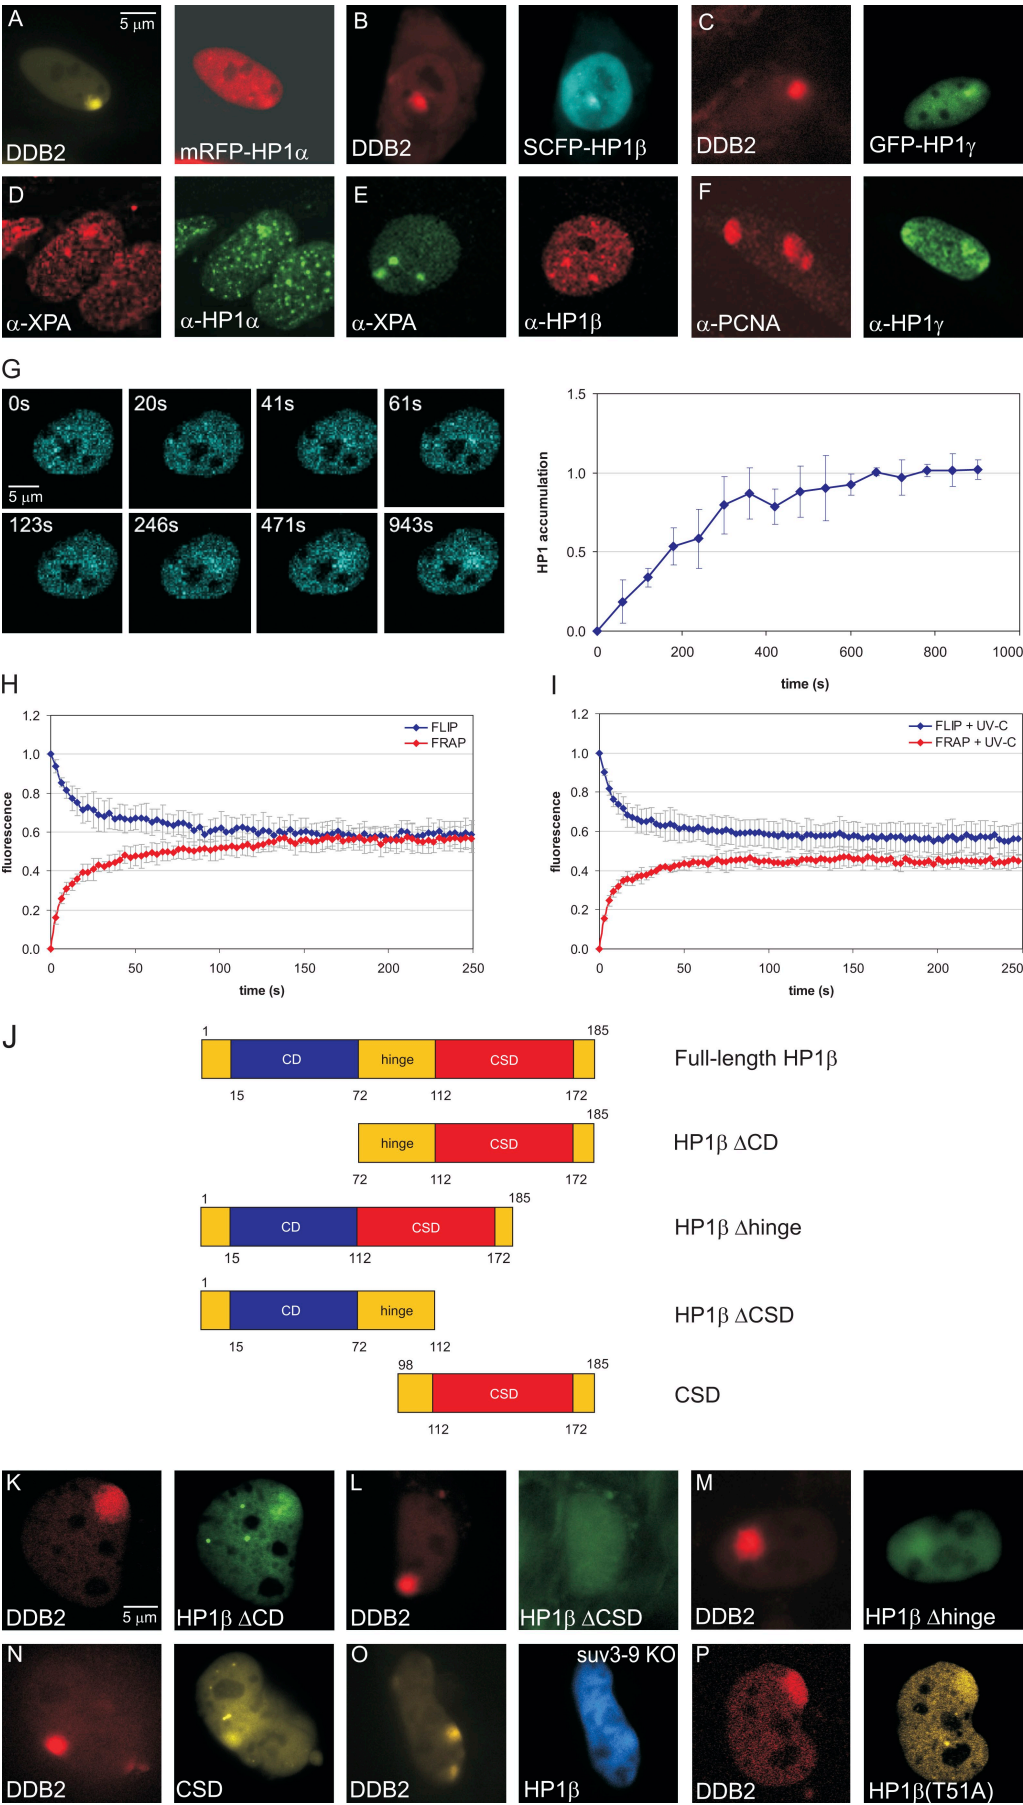 A
5 µm
B
C
DDB2
mRFP-HP1α
DDB2
SCFP-HP1β
DDB2
GFP-HP1γ
D
E
F
α-XPA
α-HP1α
α-XPA
α-HP1β
α-PCNA
α-HP1γ
G
0s
20s
41s
61s
5 µm
123s
246s
471s
943s
HP1 accumulation
1.5
1.0
0.5
0.0
0
200
400
600
800
1000
time (s)
H
fluorescence
1.2
1.0
0.8
0.6
0.4
0.2
0.0
FLIP
FRAP
0
50
100
150
200
250
time (s)
I
fluorescence
1.2
1.0
0.8
0.6
0.4
0.2
0.0
FLIP + UV-C
FRAP + UV-C
0
50
100
150
200
250
time (s)
J
1
185
CD
hinge
CSD
Full-length HP1β
15
72
112
172
185
hinge
CSD
HP1β ΔCD
72
112
172
1
185
CD
CSD
HP1β Δhinge
15
112
172
1
CD
hinge
HP1β ΔCSD
15
72
112
98
185
CSD
CSD
112
172
K
L
M
DDB2
5 µm
HP1β ΔCD
DDB2
HP1β ΔCSD
DDB2
HP1β Δhinge
N
O
suv3-9 KO
P
DDB2
CSD
DDB2
HP1β
DDB2
HP1β(T51A)